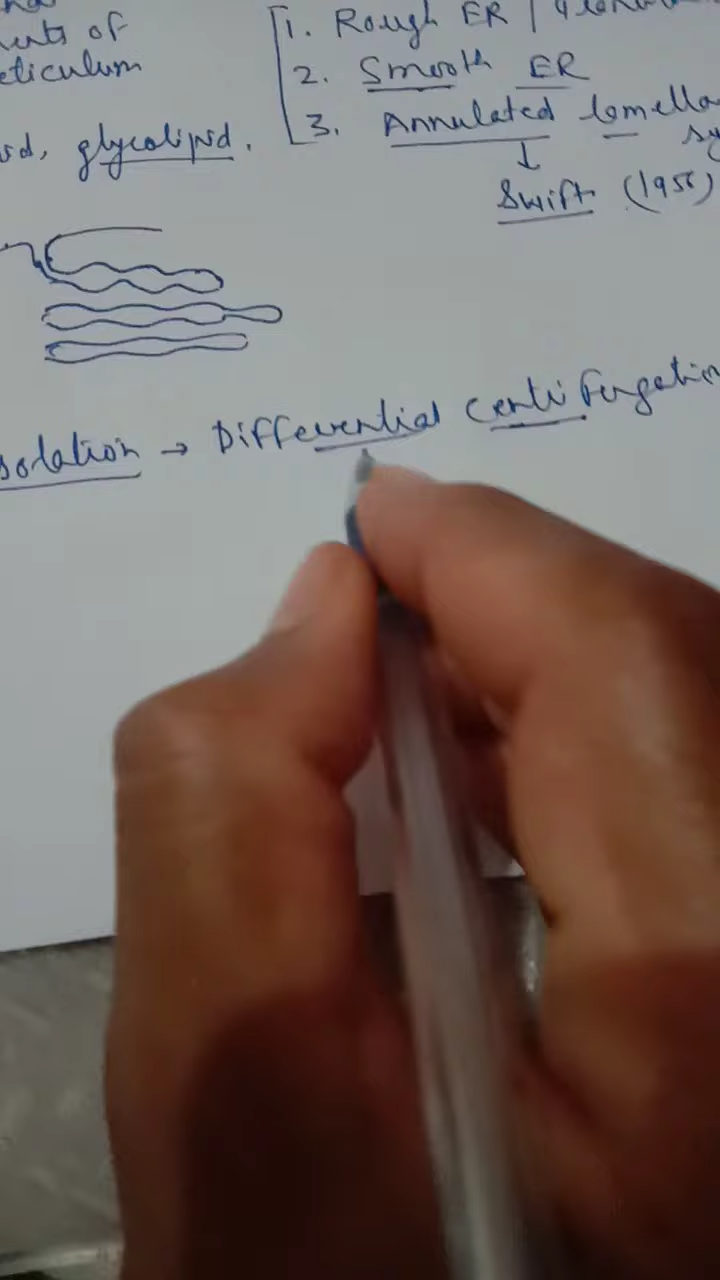 ents of
eticulum
1. Rough ER |
2. Smooth ER
3. Annulated lamella
sy
↓
Swift (1956)
id, glycolipid.
solation → Differential Centrifugation